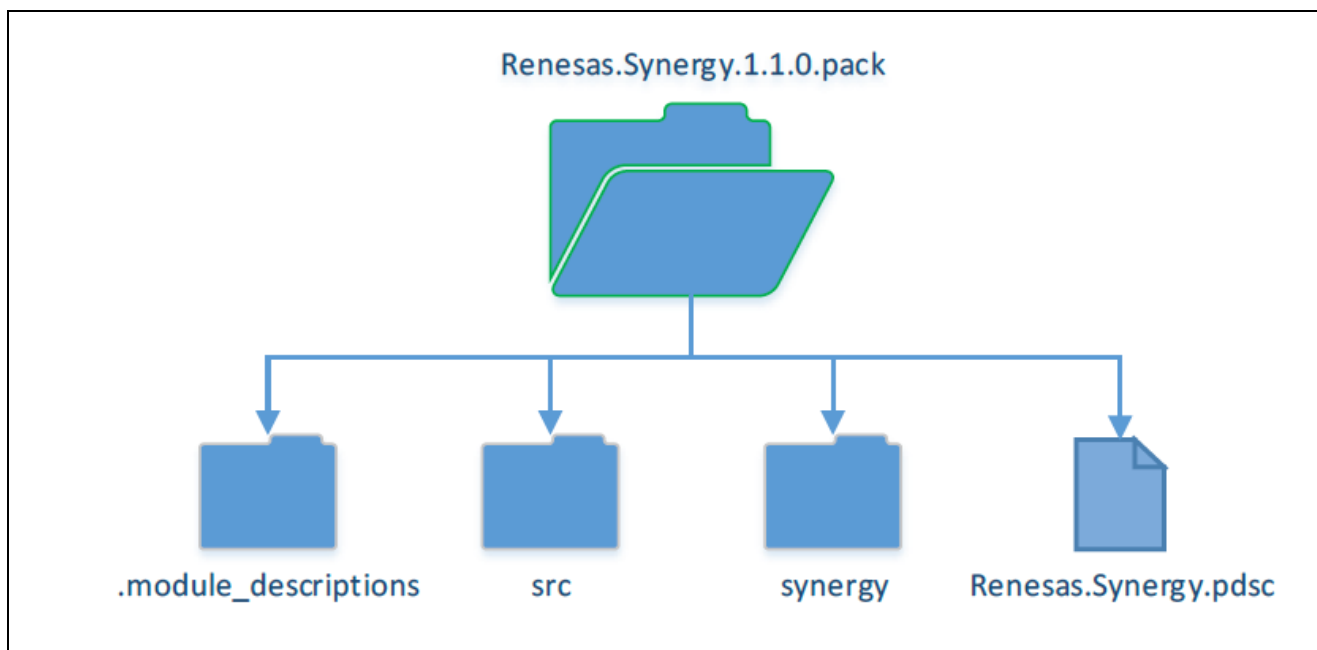 Renesas.Synergy.1.1.0.pack
.module_descriptions
src
synergy
Renesas.Synergy.pdsc